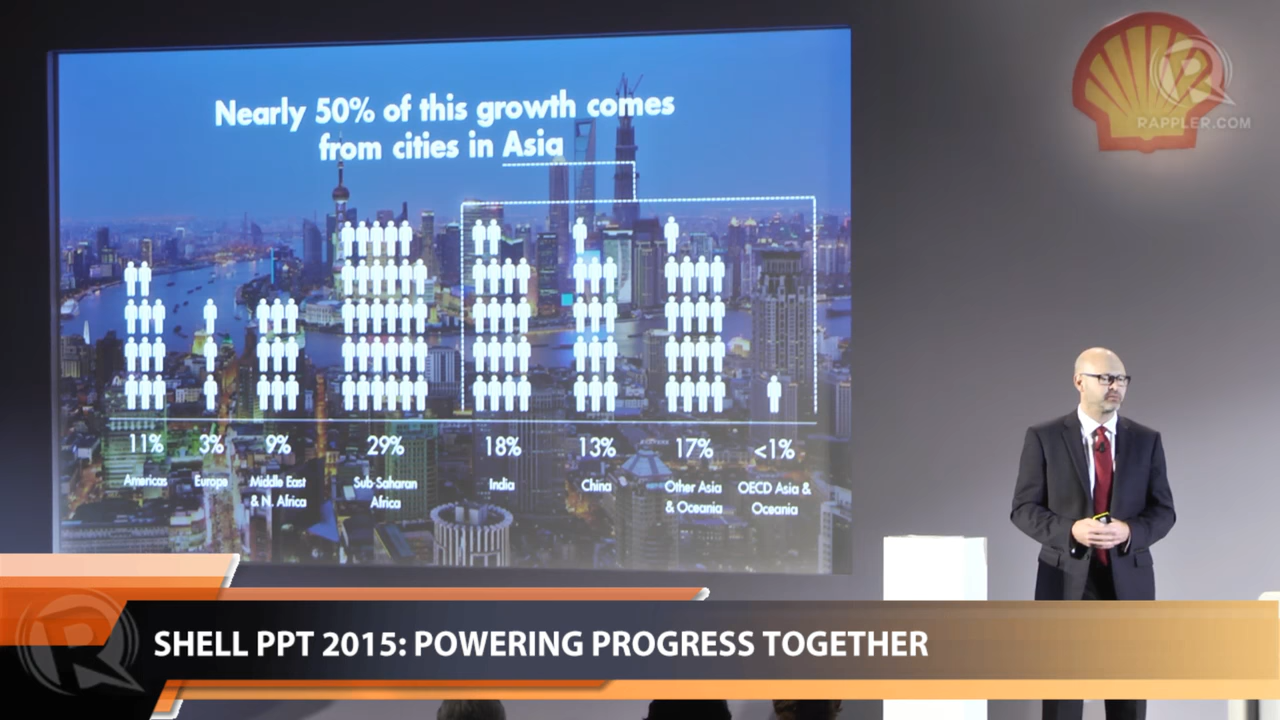 Nearly 50% of this growth comes
from cities in Asia
RAPPLER.COM
11% 3% 9% 29% 18% 13% 17% <1%
Americas Europe Middle East & N. Africa Sub-Saharan Africa India China Other Asia & Oceania OECD Asia & Oceania
SHELL PPT 2015: POWERING PROGRESS TOGETHER